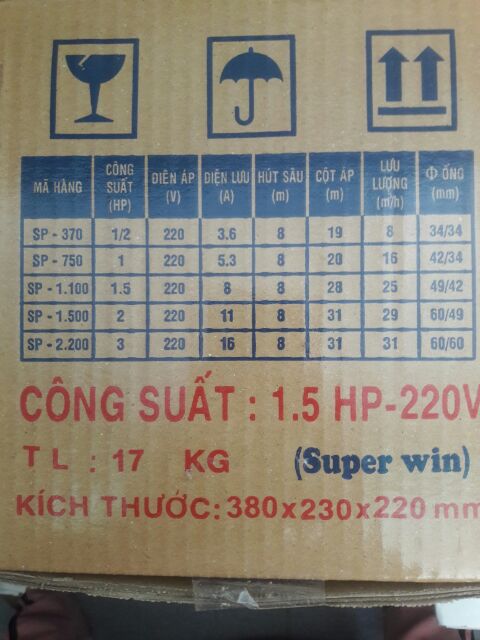 MÃ HÀNG CÔNG SUẤT (HP) ĐIỆN ÁP (V) ĐIỆN LƯU (A) HÚT SÂU (m) CỘT ÁP (m) LƯU LƯỢNG (m³/h) Φ ỐNG (mm)
SP - 370 1/2 220 3.6 8 19 8 34/34
SP - 750 1 220 5.3 8 20 16 42/34
SP - 1.100 1.5 220 8 8 28 25 49/42
SP - 1.500 2 220 11 8 31 29 60/49
SP - 2.200 3 220 16 8 31 31 60/60
CÔNG SUẤT : 1.5 HP-220V
TL : 17 KG (Super win)
KÍCH THƯỚC: 380x230x220 mm